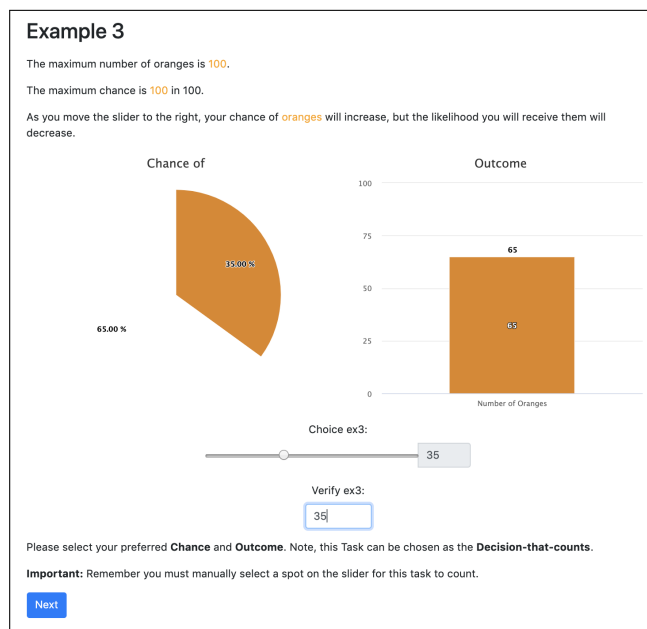 Example 3
The maximum number of oranges is 100.
The maximum chance is 100 in 100.
As you move the slider to the right, your chance of oranges will increase, but the likelihood you will receive them will
decrease.
Chance of
35.00 %
65.00 %
Outcome
100
75
50
25
0
65
65
Number of Oranges
Choice ex3:
35
Verify ex3:
35
Please select your preferred Chance and Outcome. Note, this Task can be chosen as the Decision-that-counts.
Important: Remember you must manually select a spot on the slider for this task to count.
Next